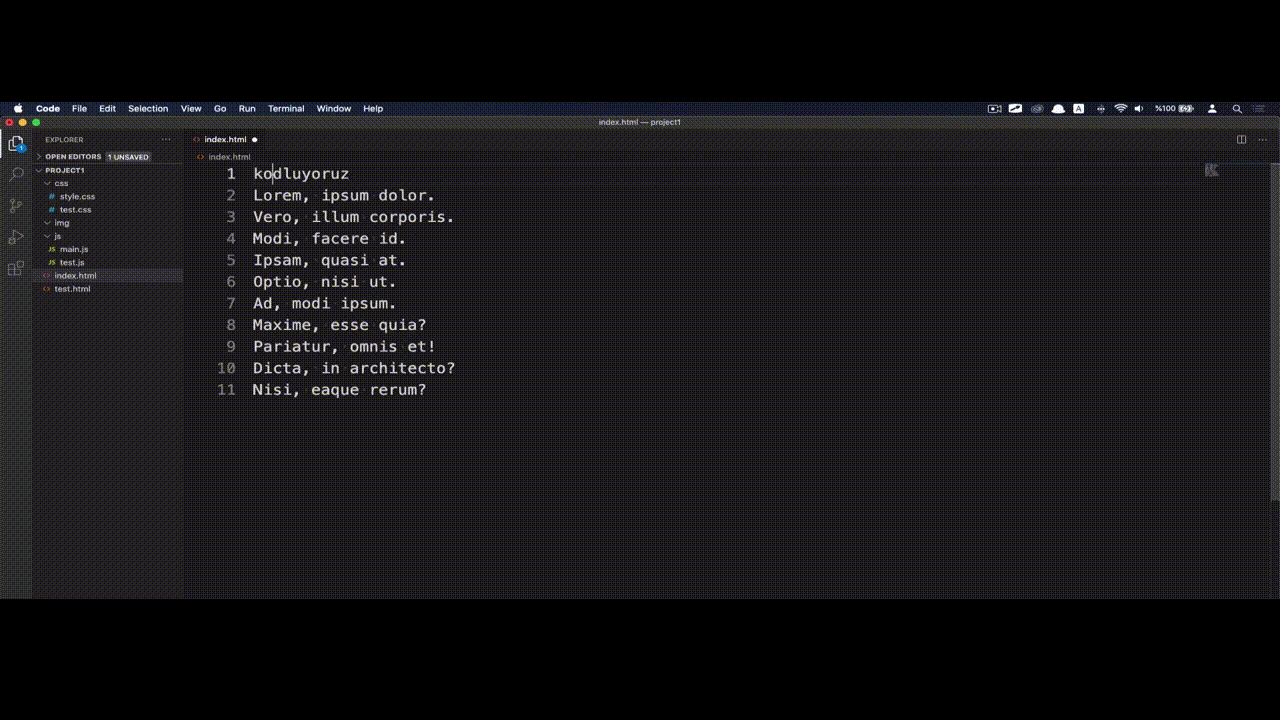 Code File Edit Selection View Go Run Terminal Window Help A %100
index.html — project1
EXPLORER
OPEN EDITORS 1 UNSAVED
PROJECT1
css
style.css
test.css
img
js
JS main.js
JS test.js
index.html
test.html
index.html
index.html
1 kodluyoruz
2 Lorem, ipsum dolor.
3 Vero, illum corporis.
4 Modi, facere id.
5 Ipsam, quasi at.
6 Optio, nisi ut.
7 Ad, modi ipsum.
8 Maxime, esse quia?
9 Pariatur, omnis et!
10 Dicta, in architecto?
11 Nisi, eaque rerum?